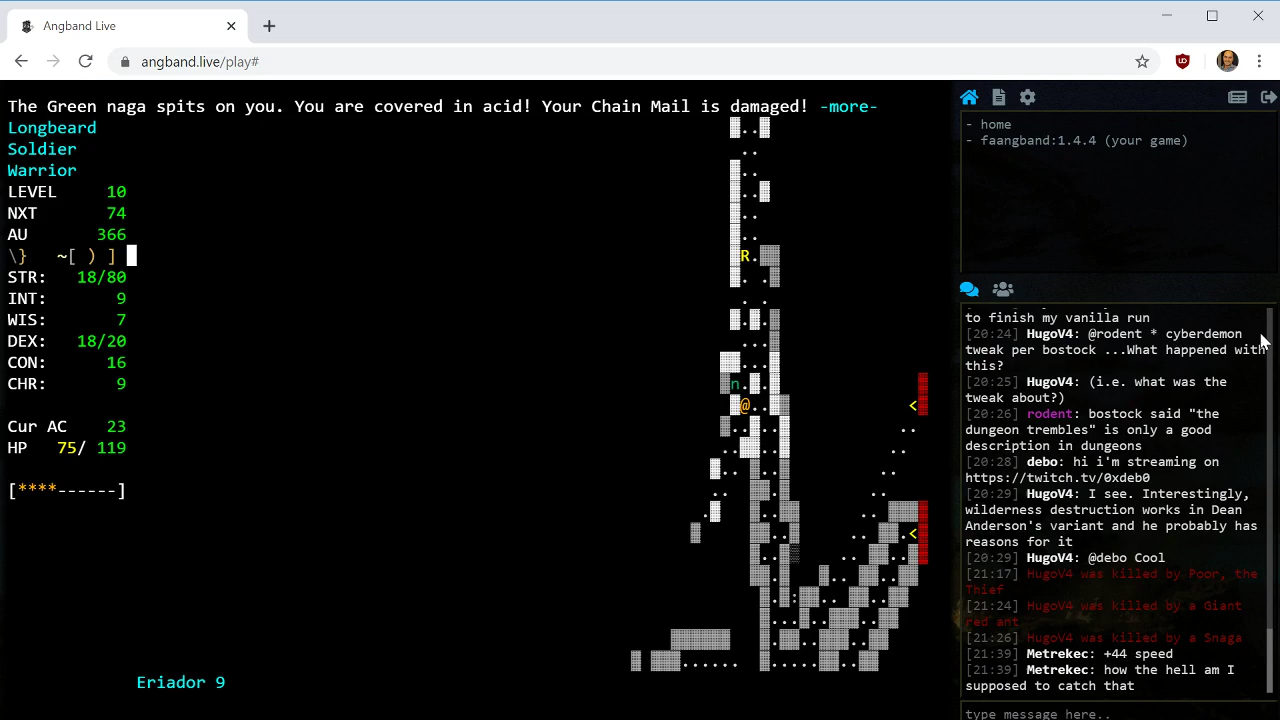 Angband Live
angband.live/play#
The Green naga spits on you. You are covered in acid! Your Chain Mail is damaged! -more-
Longbeard
Soldier
Warrior
LEVEL 10
NXT 74
AU 366
\} ~[ ) ]
STR: 18/80
INT: 9
WIS: 7
DEX: 18/20
CON: 16
CHR: 9
Cur AC 23
HP 75/ 119
[****------]
Eriador 9
R
n
@
<
<
- home
- faangband:1.4.4 (your game)
to finish my vanilla run
[20:24] HugoV4: @rodent * cyberdemon
tweak per bostock ...What happened with
this?
[20:25] HugoV4: (i.e. what was the
tweak about?)
[20:26] rodent: bostock said "the
dungeon trembles" is only a good
description in dungeons
[20:28] debo: hi i'm streaming on
https://twitch.tv/0xdeb0
[20:29] HugoV4: I see. Interestingly,
wilderness destruction works in Dean
Anderson's variant and he probably has
reasons for it
[20:29] HugoV4: @debo Cool
[21:17] HugoV4 was killed by Poor, the
Thief
[21:24] HugoV4 was killed by a Giant
red ant
[21:26] HugoV4 was killed by a Snaga
[21:39] Metrekec: +44 speed
[21:39] Metrekec: how the hell am I
supposed to catch that
type message here..